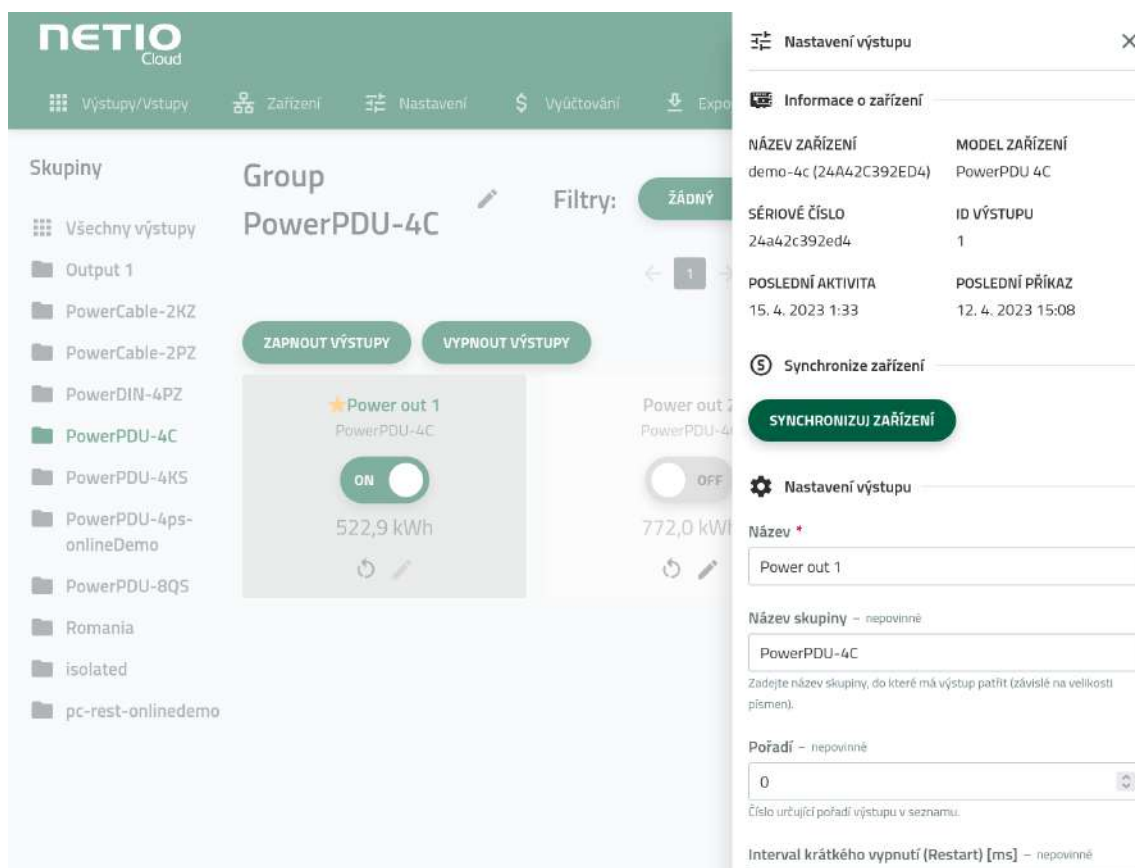 NETIO
Cloud
Výstupy/Vstupy
Zařízení
Nastavení
Vyúčtování
Skupiny
Všechny výstupy
Output 1
PowerCable-2KZ
PowerCable-2PZ
PowerDIN-4PZ
PowerPDU-4C
PowerPDU-4KS
PowerPDU-4ps-
onlineDemo
PowerPDU-8QS
Romania
isolated
pc-rest-onlinedemo
Group
PowerPDU-4C
Filtry:
ŽÁDNÝ
1
ZAPNOUT VÝSTUPY
VYPNOUT VÝSTUPY
Power out 1
PowerPDU-4C
ON
522,9 kWh
Power out
OFF
772,0
Nastavení výstupu
Informace o zařízení
NÁZEV ZAŘÍZENÍ
demo-4c (24A42C392ED4)
MODEL ZAŘÍZENÍ
PowerPDU 4C
SÉRIOVÉ ČÍSLO
24a42c392ed4
ID VÝSTUPU
1
POSLEDNÍ AKTIVITA
15. 4. 2023 1:33
POSLEDNÍ PŘÍKAZ
12. 4. 2023 15:08
Synchronize zařízení
SYNCHRONIZUJ ZAŘÍZENÍ
Nastavení výstupu
Název *
Power out 1
Název skupiny – nepovinné
PowerPDU-4C
Zadejte název skupiny, do které má výstup patřit (závislé na velikosti
písmen).
Pořadí – nepovinné
0
Číslo určující pořadí výstupu v seznamu.
Interval krátkého vypnutí (Restart) [ms] – nepovinné